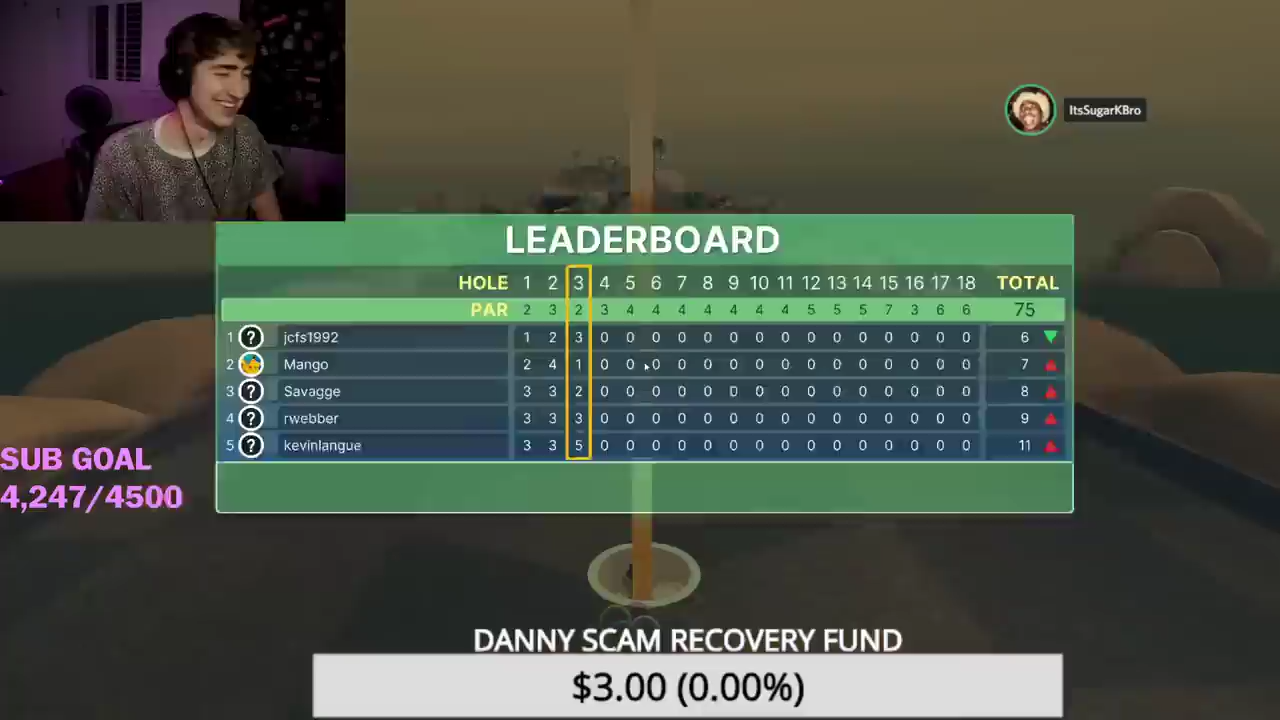 ItsSugarKBro
LEADERBOARD
HOLE 1 2 3 4 5 6 7 8 9 10 11 12 13 14 15 16 17 18 TOTAL
PAR 2 3 2 3 4 4 4 4 4 4 4 5 5 5 7 3 6 6 75
1 ? jcfs1992 1 2 3 0 0 0 0 0 0 0 0 0 0 0 0 0 0 0 6
2 Mango 2 4 1 0 0 0 0 0 0 0 0 0 0 0 0 0 0 0 7
3 ? Savagge 3 3 2 0 0 0 0 0 0 0 0 0 0 0 0 0 0 0 8
4 ? rwebber 3 3 3 0 0 0 0 0 0 0 0 0 0 0 0 0 0 0 9
5 ? kevinlangue 3 3 5 0 0 0 0 0 0 0 0 0 0 0 0 0 0 0 11
SUB GOAL
4,247/4500
DANNY SCAM RECOVERY FUND
$3.00 (0.00%)